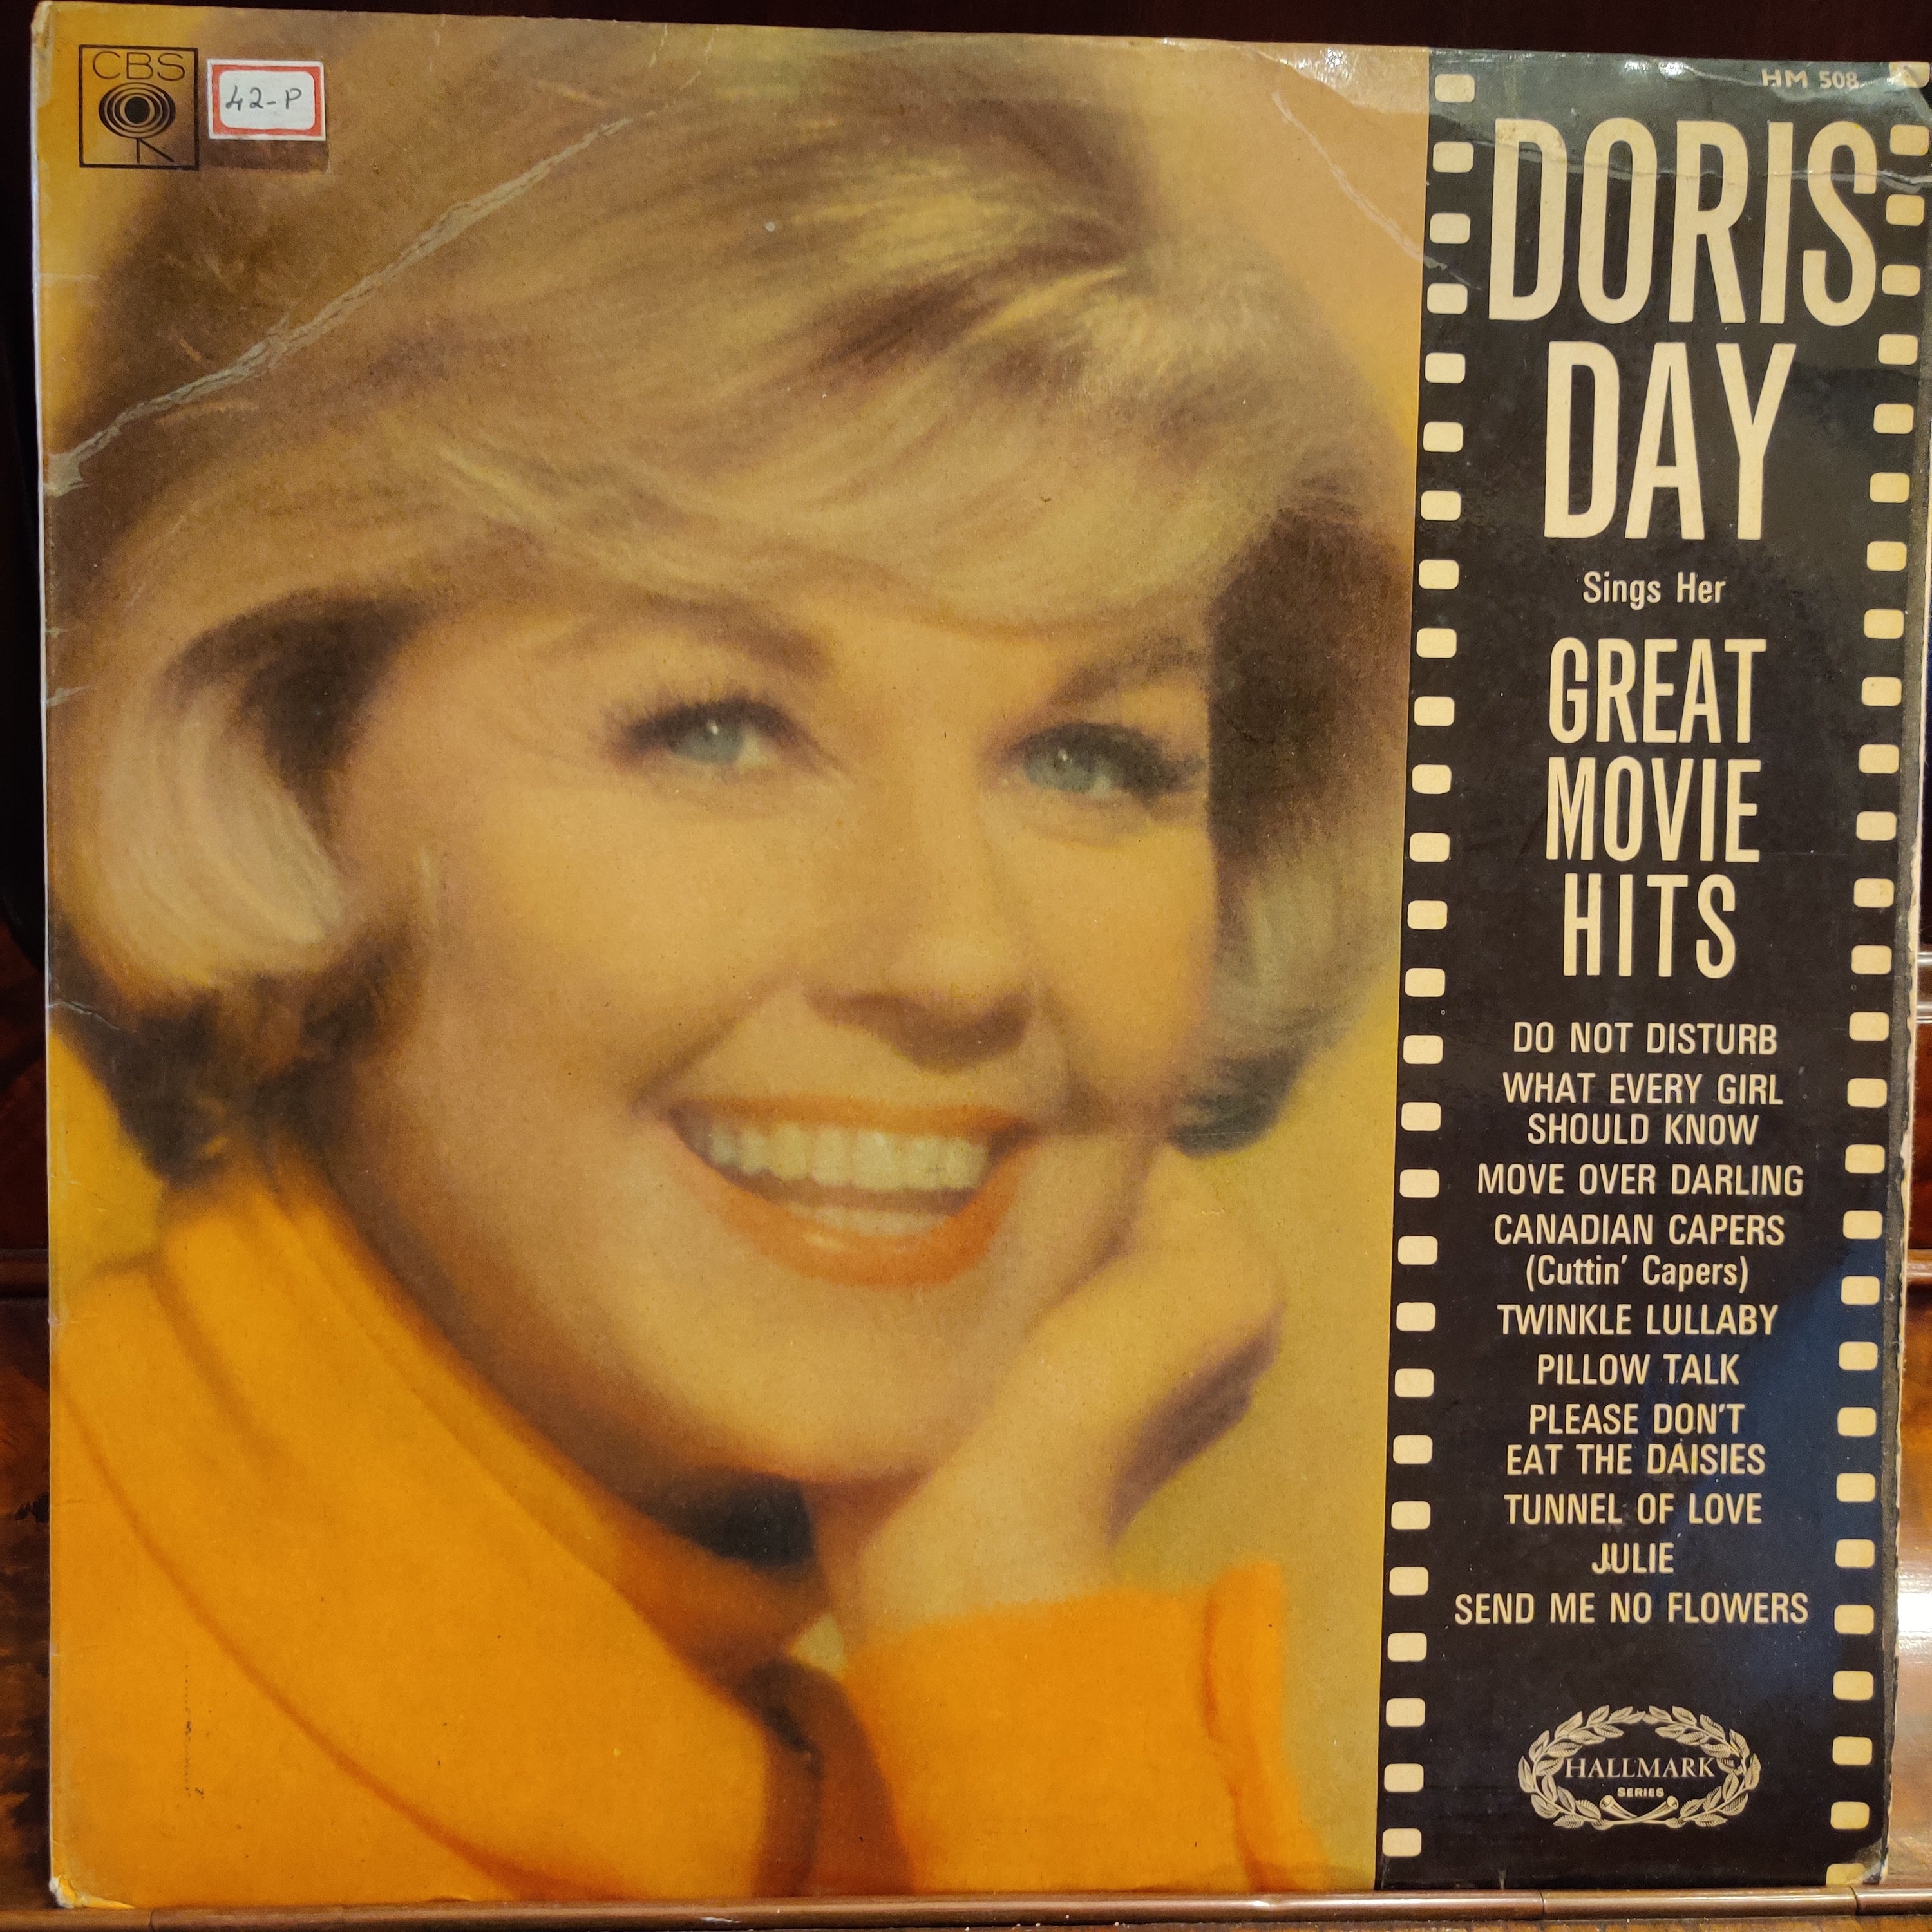 CBS
42-P
HM 508
DORIS
DAY
Sings Her
GREAT
MOVIE
HITS
DO NOT DISTURB
WHAT EVERY GIRL
SHOULD KNOW
MOVE OVER DARLING
CANADIAN CAPERS
(Cuttin' Capers)
TWINKLE LULLABY
PILLOW TALK
PLEASE DON'T
EAT THE DAISIES
TUNNEL OF LOVE
JULIE
SEND ME NO FLOWERS
HALLMARK
SERIES